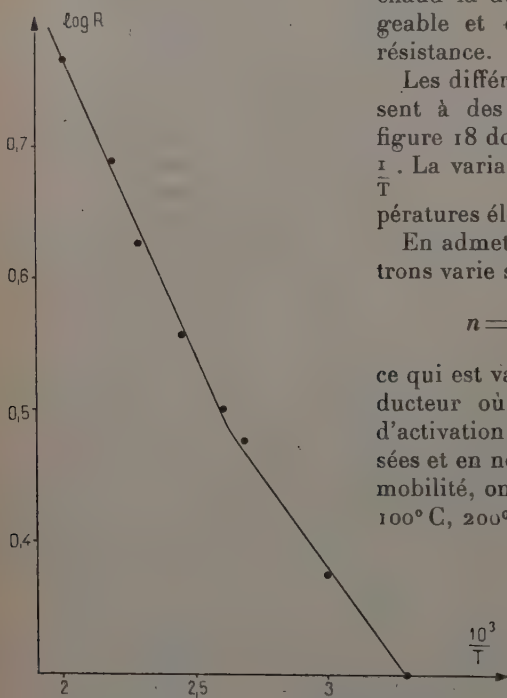 log R
0,7
0,6
0,5
0,4
2
2,5
3
10³
T
geable et
résistance.
Les différ
sent à des
figure 18 do
1/T . La varia
pératures él
En admet
trons varie s
n =
ce qui est va
ducteur où
d'activation
sées et en no
mobilité, on
100° C, 200°